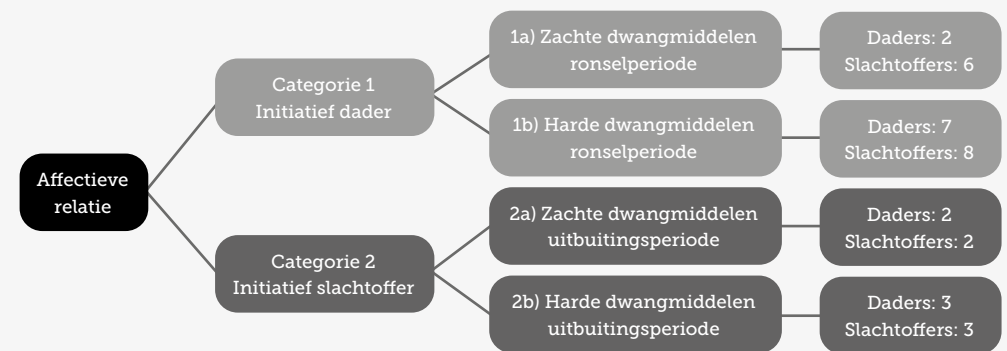 Affectieve
relatie
Categorie 1
Initiatief dader
1a) Zachte dwangmiddelen
ronselperiode
Daders: 2
Slachtoffers: 6
1b) Harde dwangmiddelen
ronselperiode
Daders: 7
Slachtoffers: 8
Categorie 2
Initiatief slachtoffer
2a) Zachte dwangmiddelen
uitbuitingsperiode
Daders: 2
Slachtoffers: 2
2b) Harde dwangmiddelen
uitbuitingsperiode
Daders: 3
Slachtoffers: 3